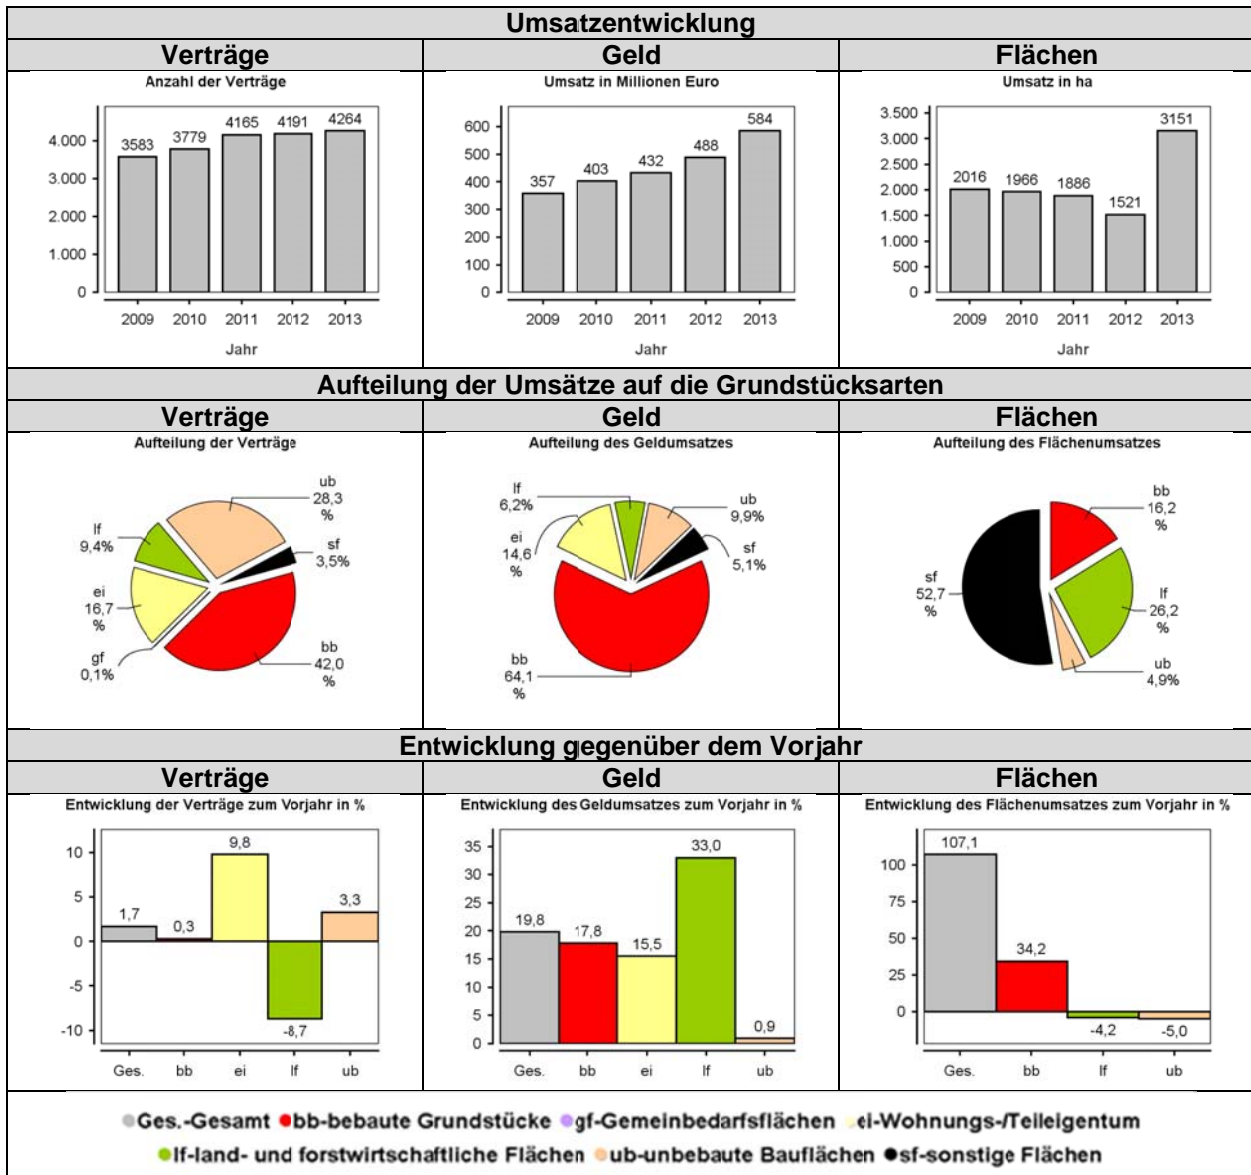 Umsatzentwicklung
Verträge Geld Flächen
Anzahl der Verträge
4.000
3.000
2.000
1.000
0
3583 3779 4165 4191 4264
2009 2010 2011 2012 2013
Jahr
Umsatz in Millionen Euro
600
500
400
300
200
100
0
357 403 432 488 584
2009 2010 2011 2012 2013
Jahr
Umsatz in ha
3.500
3.000
2.500
2.000
1.500
1.000
500
0
2016 1966 1886 1521 3151
2009 2010 2011 2012 2013
Jahr
Aufteilung der Umsätze auf die Grundstücksarten
Verträge Geld Flächen
Aufteilung der Verträge
ub
28,3
%
lf
9,4%
sf
3,5%
ei
16,7
%
gf
0,1%
bb
42,0
%
Aufteilung des Geldumsatzes
lf
6,2%
ub
9,9%
ei
14,6
%
sf
5,1%
bb
64,1
%
Aufteilung des Flächenumsatzes
bb
16,2
%
sf
52,7
%
lf
26,2
%
ub
4,9%
Entwicklung gegenüber dem Vorjahr
Verträge Geld Flächen
Entwicklung der Verträge zum Vorjahr in %
10
5
0
-5
-10
1,7 0,3 9,8 -8,7 3,3
Ges. bb ei lf ub
Entwicklung des Geldumsatzes zum Vorjahr in %
35
30
25
20
15
10
5
0
19,8 17,8 15,5 33,0 0,9
Ges. bb ei lf ub
Entwicklung des Flächenumsatzes zum Vorjahr in %
100
75
50
25
0
107,1 34,2 -4,2 -5,0
Ges. bb lf ub
Ges.-Gesamt bb-bebaute Grundstücke gf-Gemeinbedarfsflächen ei-Wohnungs-/Teileigentum
lf-land- und forstwirtschaftliche Flächen ub-unbebaute Bauflächen sf-sonstige Flächen